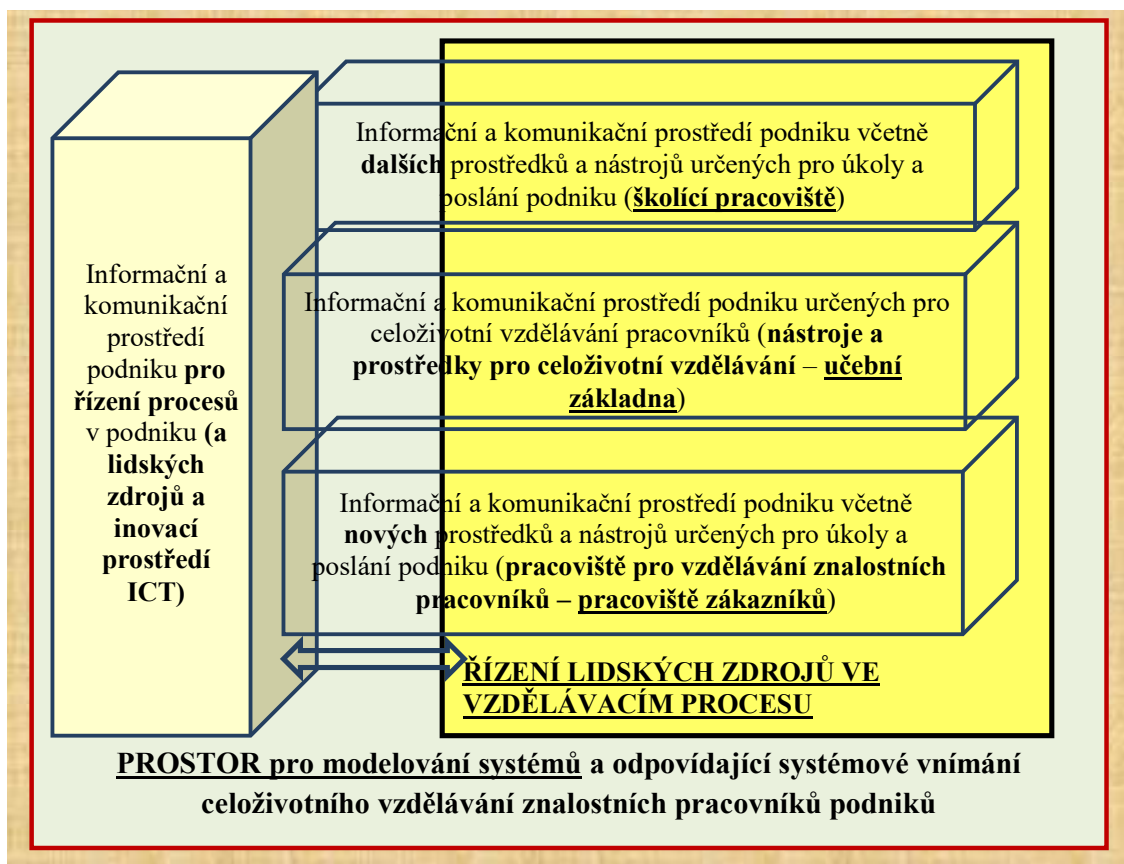 Informační a komunikační prostředí podniku včetně
dalších prostředků a nástrojů určených pro úkoly a
poslání podniku (školící pracoviště)
Informační a
komunikační
prostředí
podniku pro
řízení procesů
v podniku (a
lidských
zdrojů a
inovací
prostředí
ICT)
Informační a komunikační prostředí podniku určených pro
celoživotní vzdělávání pracovníků (nástroje a
prostředky pro celoživotní vzdělávání – učební
základna)
Informační a komunikační prostředí podniku včetně
nových prostředků a nástrojů určených pro úkoly a
poslání podniku (pracoviště pro vzdělávání znalostních
pracovníků – pracoviště zákazníků)
ŘÍZENÍ LIDSKÝCH ZDROJŮ VE
VZDĚLÁVACÍM PROCESU
PROSTOR pro modelování systémů a odpovídající systémové vnímání
celoživotního vzdělávání znalostních pracovníků podniků